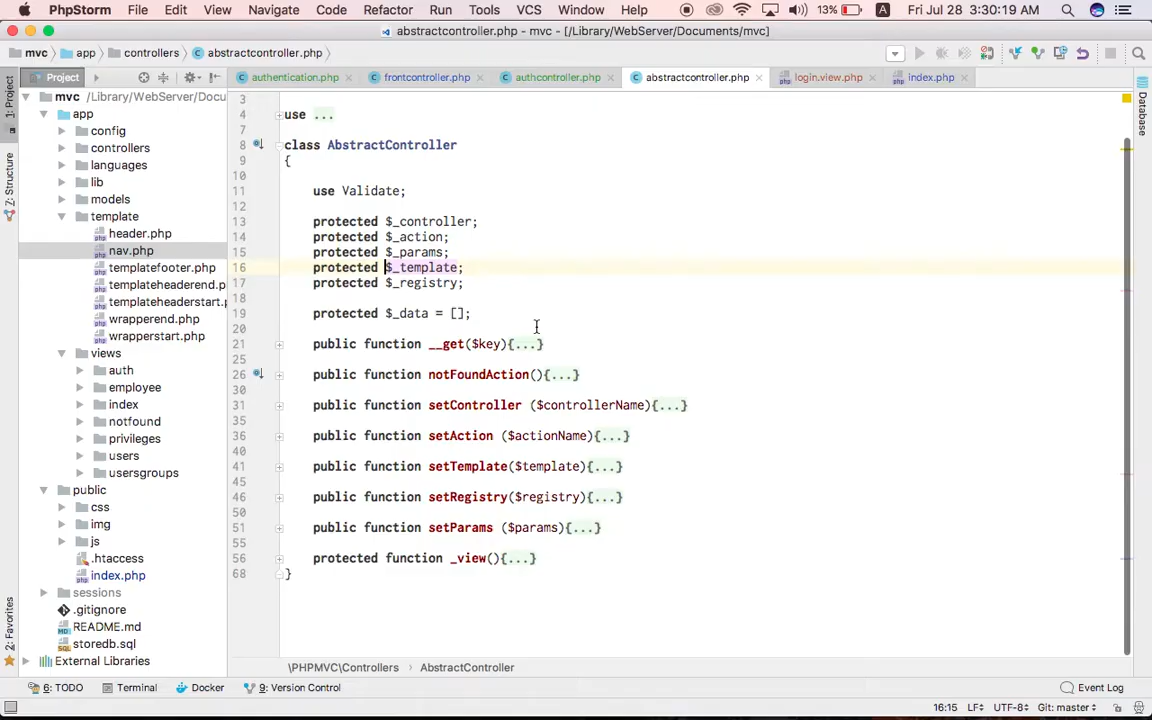 PhpStorm File Edit View Navigate Code Refactor Run Tools VCS Window Help 13% A Fri Jul 28 3:30:19 AM
abstractcontroller.php - mvc - [/Library/WebServer/Documents/mvc]
mvc app controllers abstractcontroller.php
Project authentication.php frontcontroller.php authcontroller.php abstractcontroller.php login.view.php index.php
1: Project
7: Structure
2: Favorites
Database
mvc /Library/WebServer/Docu
app
config
controllers
languages
lib
models
template
header.php
nav.php
templatefooter.php
templateheaderend.p
templateheaderstart.
wrapperend.php
wrapperstart.php
views
auth
employee
index
notfound
privileges
users
usersgroups
public
css
img
js
.htaccess
index.php
sessions
.gitignore
README.md
storedb.sql
External Libraries
3
4 use ...
7
8 class AbstractController
9 {
10
11 use Validate;
12
13 protected $_controller;
14 protected $_action;
15 protected $_params;
16 protected $_template;
17 protected $_registry;
18
19 protected $_data = [];
20
21 public function __get($key){...}
25
26 public function notFoundAction(){...}
30
31 public function setController ($controllerName){...}
35
36 public function setAction ($actionName){...}
40
41 public function setTemplate($template){...}
45
46 public function setRegistry($registry){...}
50
51 public function setParams ($params){...}
55
56 protected function _view(){...}
68 }
\PHPMVC\Controllers › AbstractController
6: TODO Terminal Docker 9: Version Control Event Log
16:15 LF UTF-8 Git: master